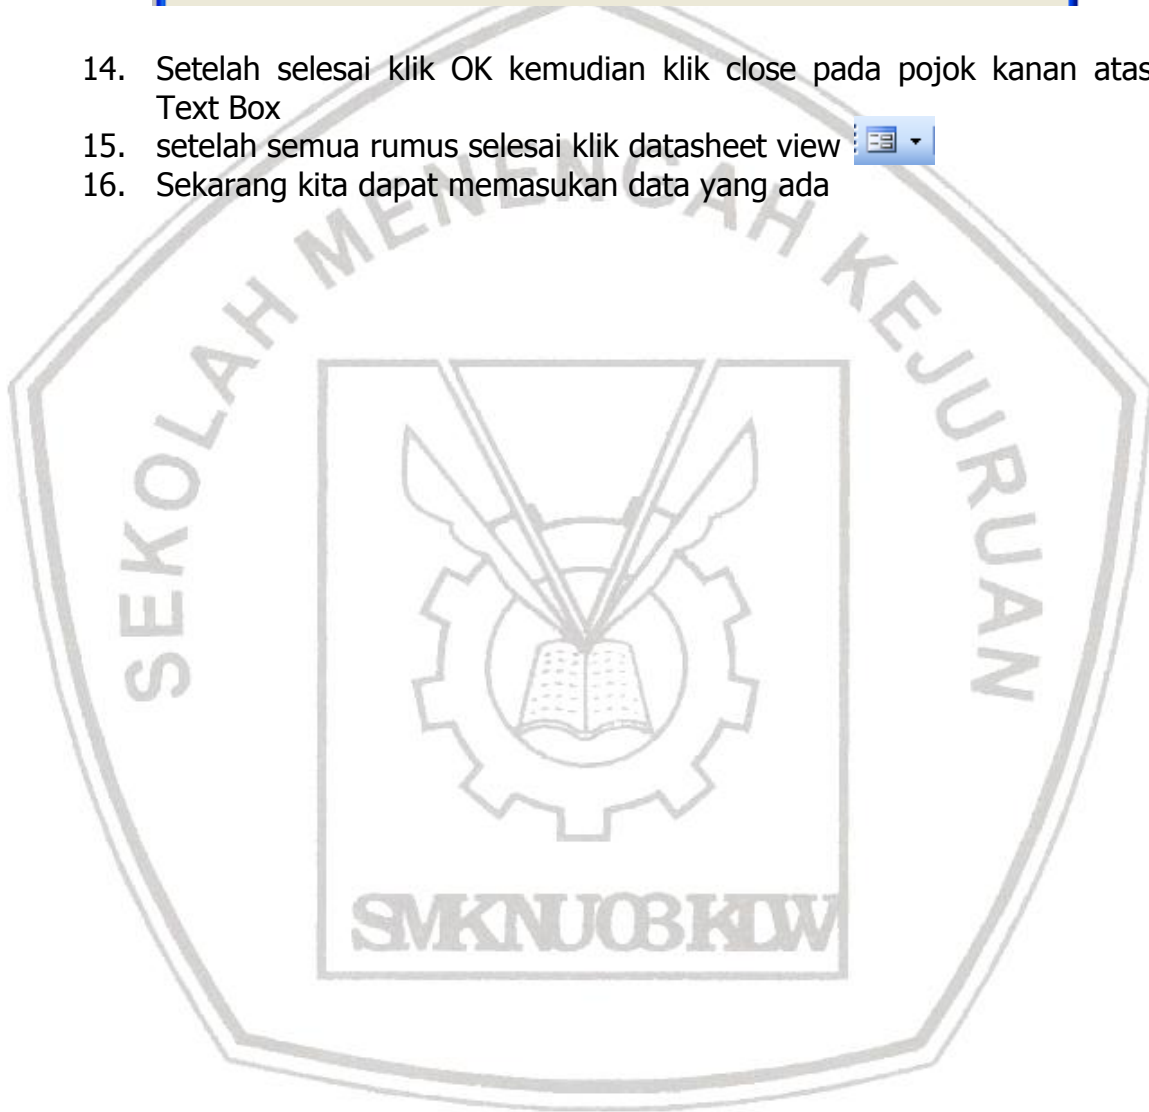 14. Setelah selesai klik OK kemudian klik close pada pojok kanan atas
Text Box
15. setelah semua rumus selesai klik datasheet view
16. Sekarang kita dapat memasukan data yang ada
SEKOLAH MENENGAH KEJURUAN
SMKNU03KLW